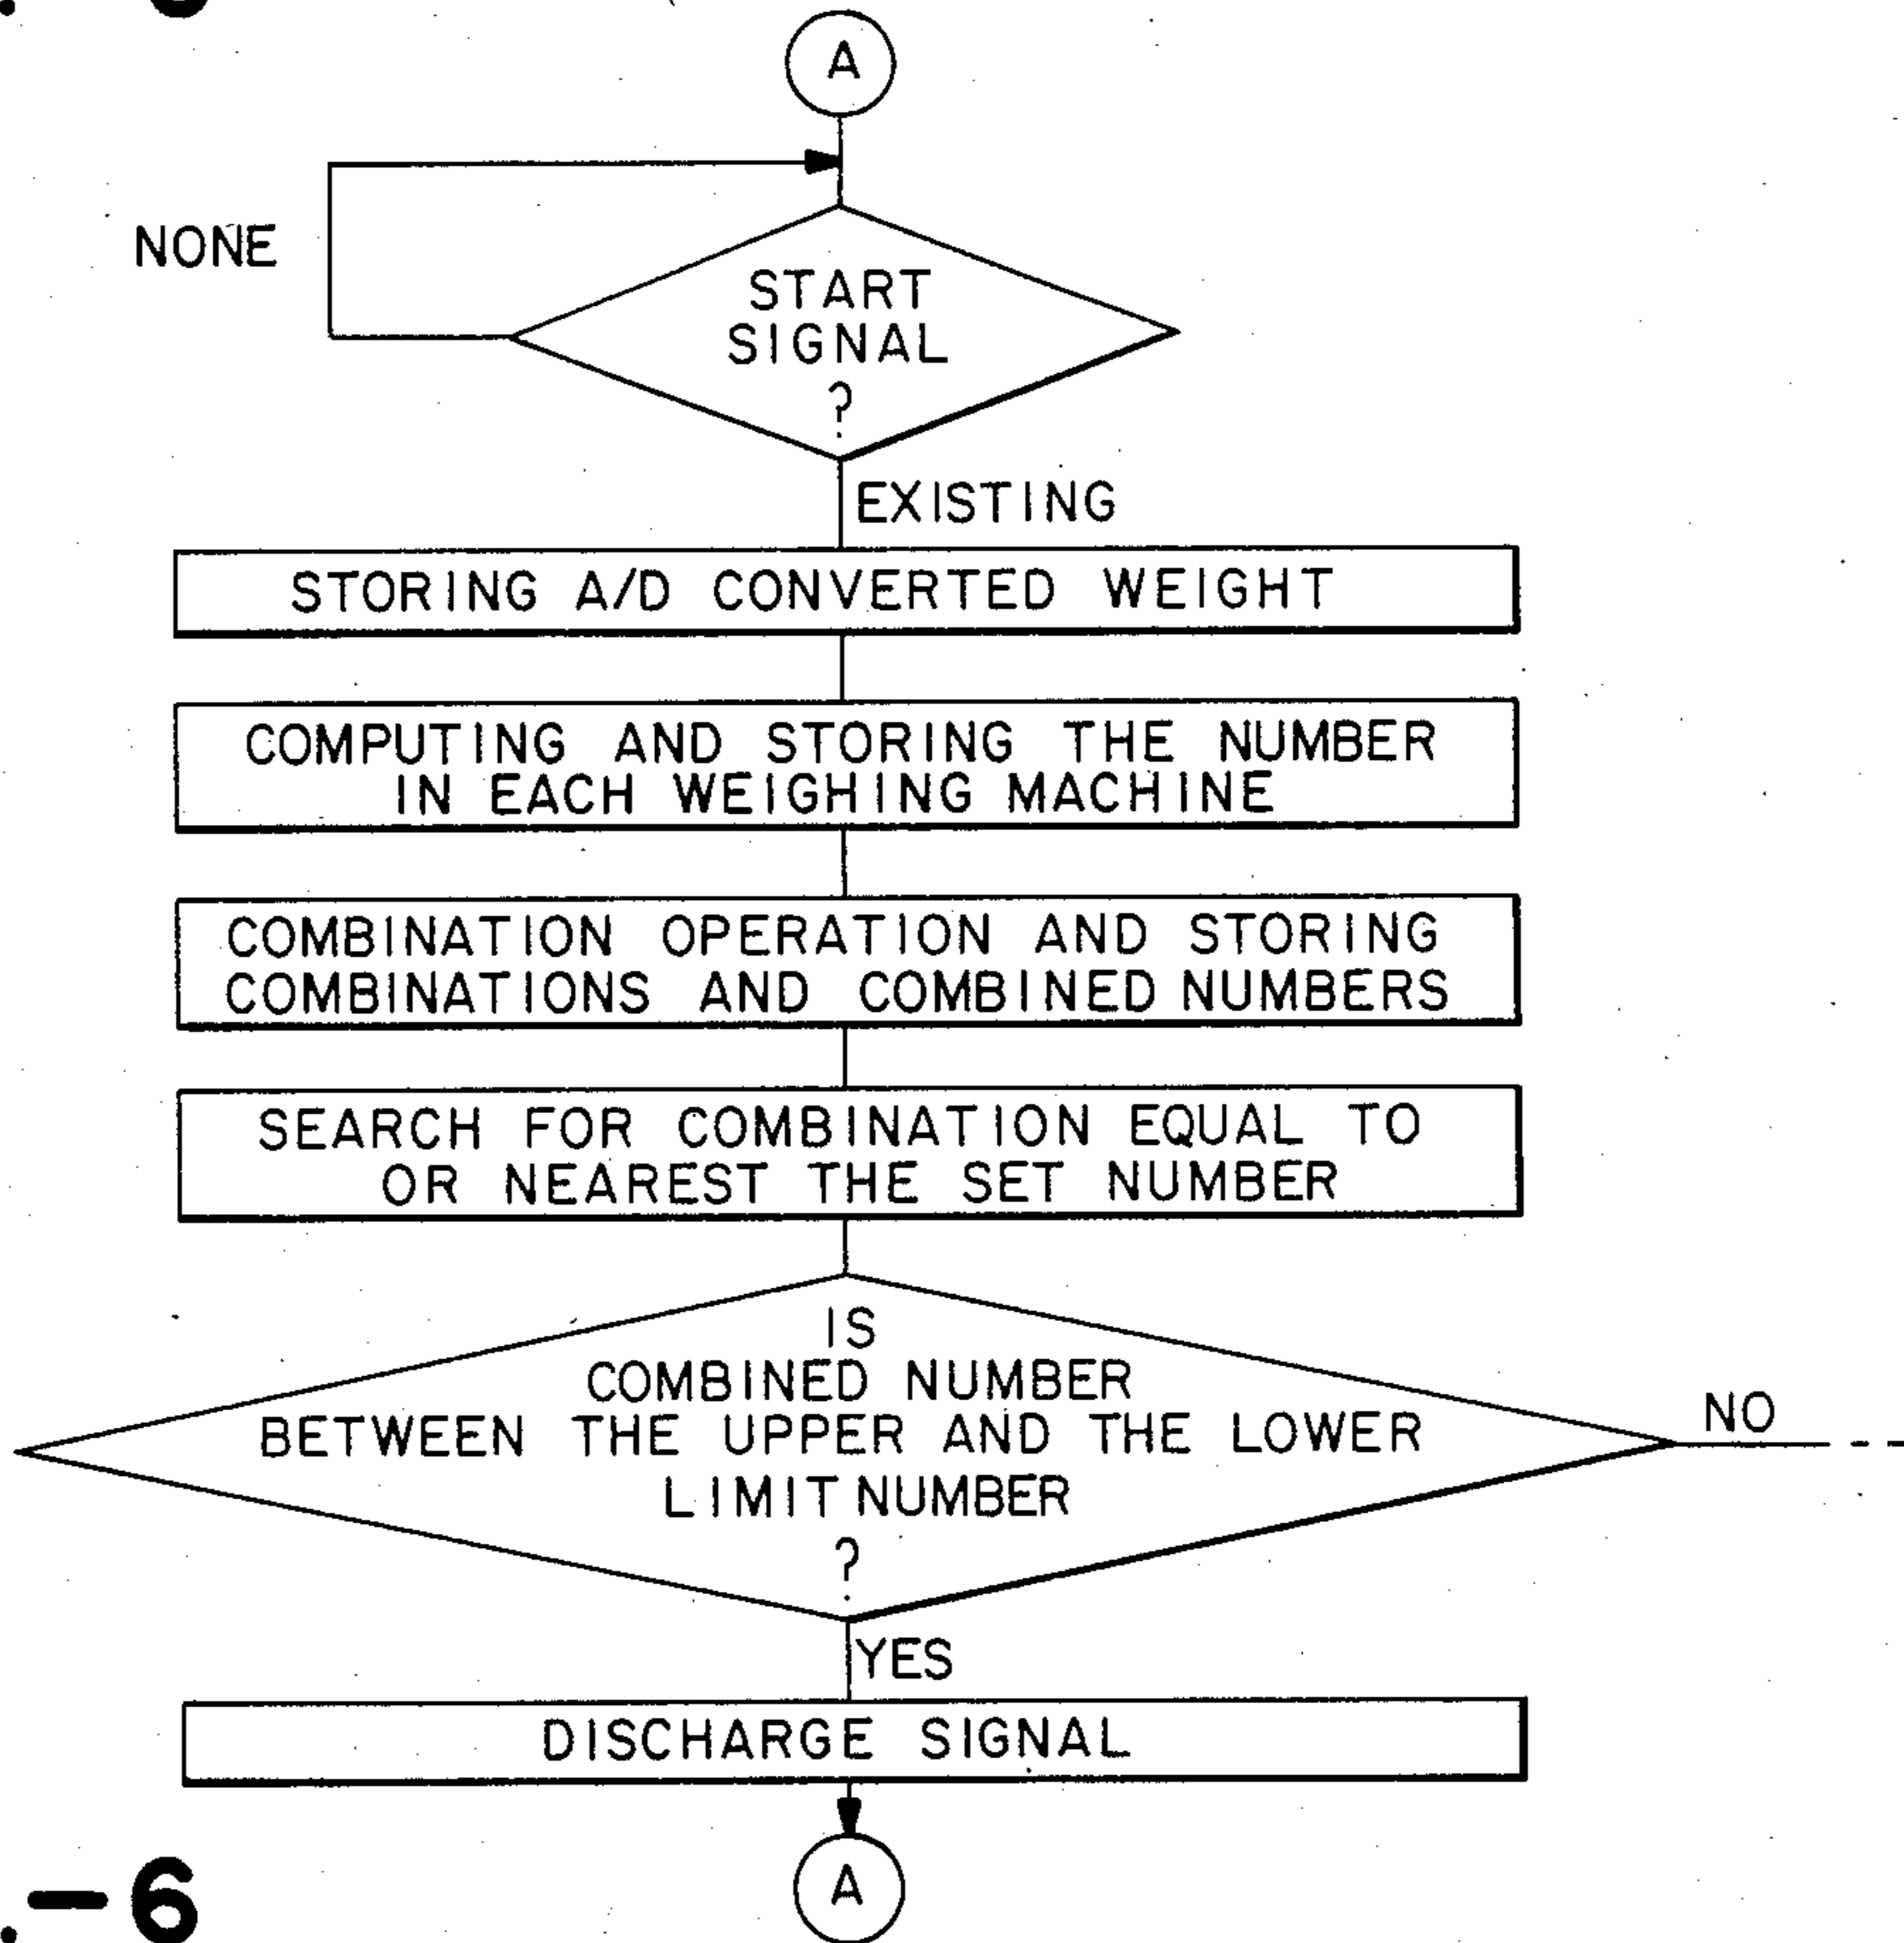 A
NONE
START
SIGNAL
?
EXISTING
STORING A/D CONVERTED WEIGHT
COMPUTING AND STORING THE NUMBER
IN EACH WEIGHING MACHINE
COMBINATION OPERATION AND STORING
COMBINATIONS AND COMBINED NUMBERS
SEARCH FOR COMBINATION EQUAL TO
OR NEAREST THE SET NUMBER
IS
COMBINED NUMBER
BETWEEN THE UPPER AND THE LOWER
LIMIT NUMBER
?
NO
YES
DISCHARGE SIGNAL
A
.-6